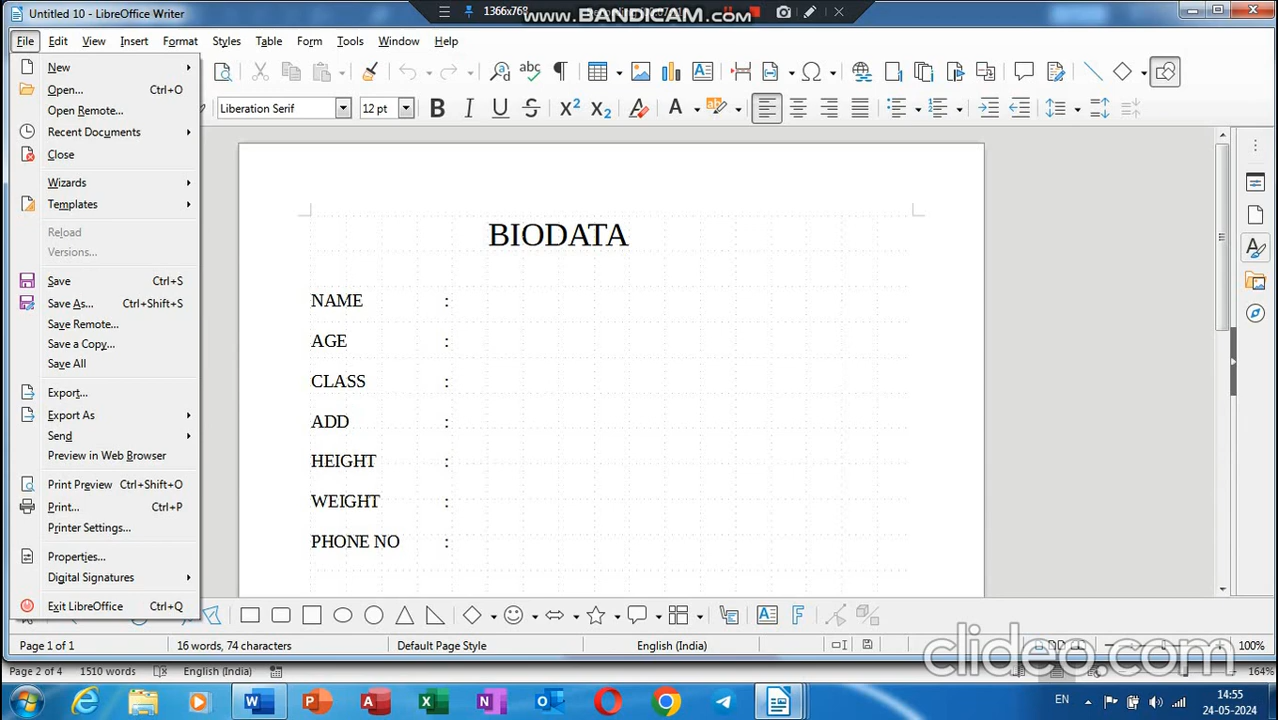 Untitled 10 - LibreOffice Writer
1366x768
www.BANDICAM.com
File Edit View Insert Format Styles Table Form Tools Window Help
New
Open... Ctrl+O
Open Remote...
Recent Documents
Close
Wizards
Templates
Reload
Versions...
Save Ctrl+S
Save As... Ctrl+Shift+S
Save Remote...
Save a Copy...
Save All
Export...
Export As
Send
Preview in Web Browser
Print Preview Ctrl+Shift+O
Print... Ctrl+P
Printer Settings...
Properties...
Digital Signatures
Exit LibreOffice Ctrl+Q
Liberation Serif 12 pt
BIODATA
NAME :
AGE :
CLASS :
ADD :
HEIGHT :
WEIGHT :
PHONE NO :
Page 1 of 1 16 words, 74 characters Default Page Style English (India) 100%
clideo.com
Page 2 of 4 1510 words English (India) 164%
EN 14:55
24-05-2024